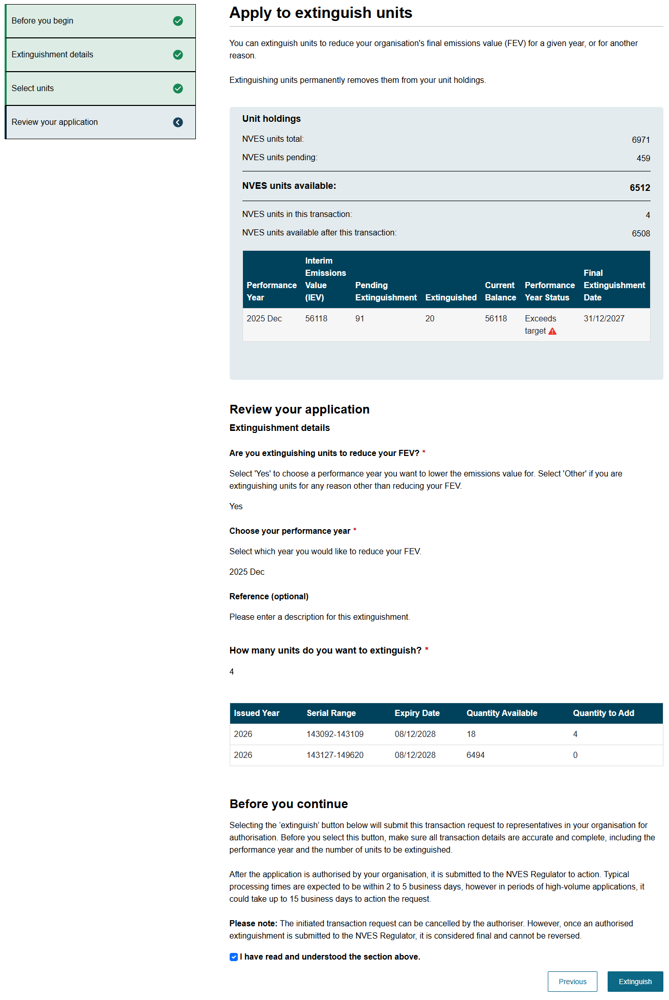 Before you begin
Extinguishment details
Select units
Review your application
Apply to extinguish units
You can extinguish units to reduce your organisation's final emissions value (FEV) for a given year, or for another
reason.
Extinguishing units permanently removes them from your unit holdings.
Unit holdings
NVES units total: 6971
NVES units pending: 459
NVES units available: 6512
NVES units in this transaction: 4
NVES units available after this transaction: 6508
Performance Year | Interim Emissions Value (IEV) | Pending Extinguishment | Extinguished | Current Balance | Performance Year Status | Final Extinguishment Date
2025 Dec | 56118 | 91 | 20 | 56118 | Exceeds target | 31/12/2027
Review your application
Extinguishment details
Are you extinguishing units to reduce your FEV? *
Select 'Yes' to choose a performance year you want to lower the emissions value for. Select 'Other' if you are
extinguishing units for any reason other than reducing your FEV.
Yes
Choose your performance year *
Select which year you would like to reduce your FEV.
2025 Dec
Reference (optional)
Please enter a description for this extinguishment.
How many units do you want to extinguish? *
4
Issued Year | Serial Range | Expiry Date | Quantity Available | Quantity to Add
2026 | 143092-143109 | 08/12/2028 | 18 | 4
2026 | 143127-149620 | 08/12/2028 | 6494 | 0
Before you continue
Selecting the ‘extinguish’ button below will submit this transaction request to representatives in your organisation for
authorisation. Before you select this button, make sure all transaction details are accurate and complete, including the
performance year and the number of units to be extinguished.
After the application is authorised by your organisation, it is submitted to the NVES Regulator to action. Typical
processing times are expected to be within 2 to 5 business days, however in periods of high-volume applications, it
could take up to 15 business days to action the request.
Please note: The initiated transaction request can be cancelled by the authoriser. However, once an authorised
extinguishment is submitted to the NVES Regulator, it is considered final and cannot be reversed.
I have read and understood the section above.
Previous
Extinguish